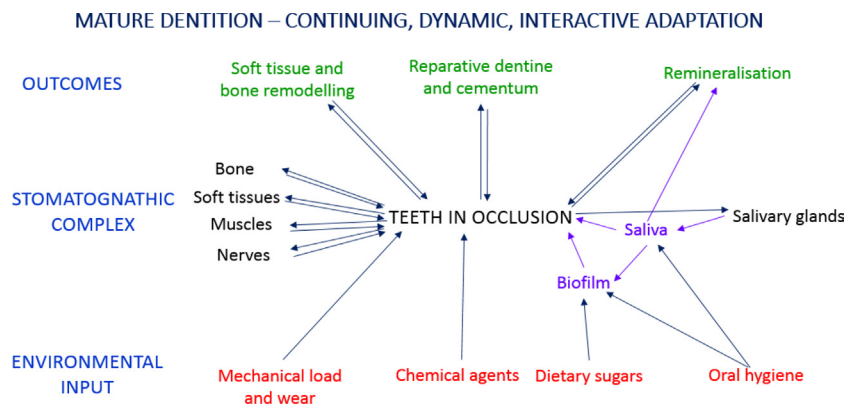 MATURE DENTITION – CONTINUING, DYNAMIC, INTERACTIVE ADAPTATION
OUTCOMES
Soft tissue and
bone remodelling
Reparative dentine
and cementum
Remineralisation
STOMATOGNATHIC
COMPLEX
Bone
Soft tissues
Muscles
Nerves
TEETH IN OCCLUSION
Salivary glands
Saliva
Biofilm
ENVIRONMENTAL
INPUT
Mechanical load
and wear
Chemical agents
Dietary sugars
Oral hygiene